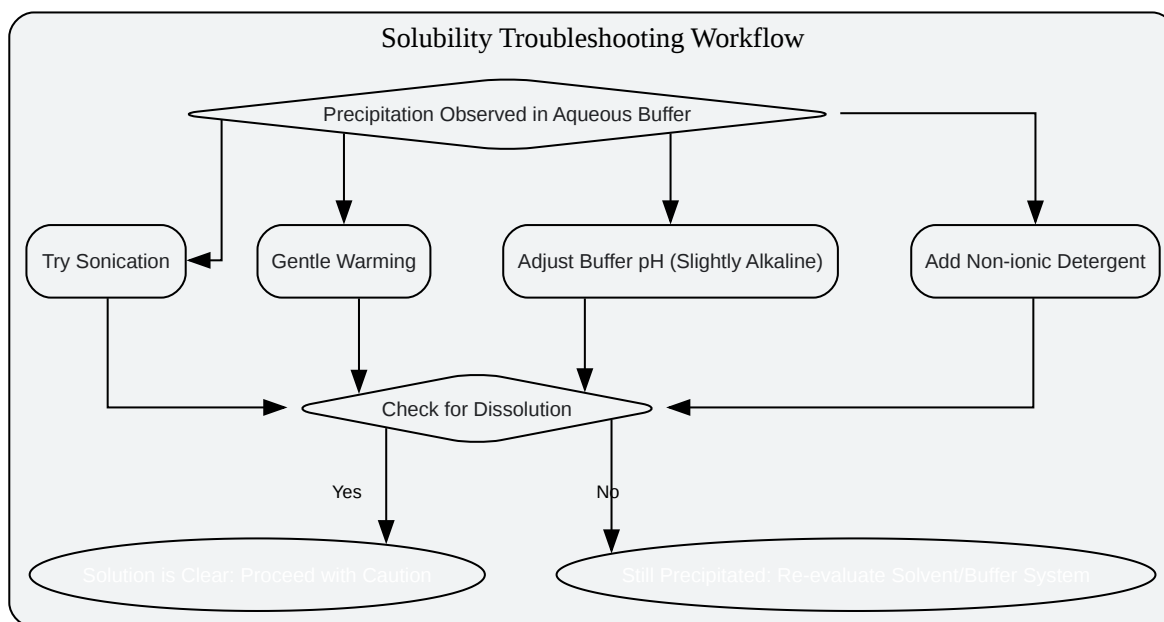 Solubility Troubleshooting Workflow
Precipitation Observed in Aqueous Buffer
Try Sonication
Gentle Warming
Adjust Buffer pH (Slightly Alkaline)
Add Non-ionic Detergent
Check for Dissolution
Yes
No
Solution is Clear: Proceed with Caution
Still Precipitated: Re-evaluate Solvent/Buffer System